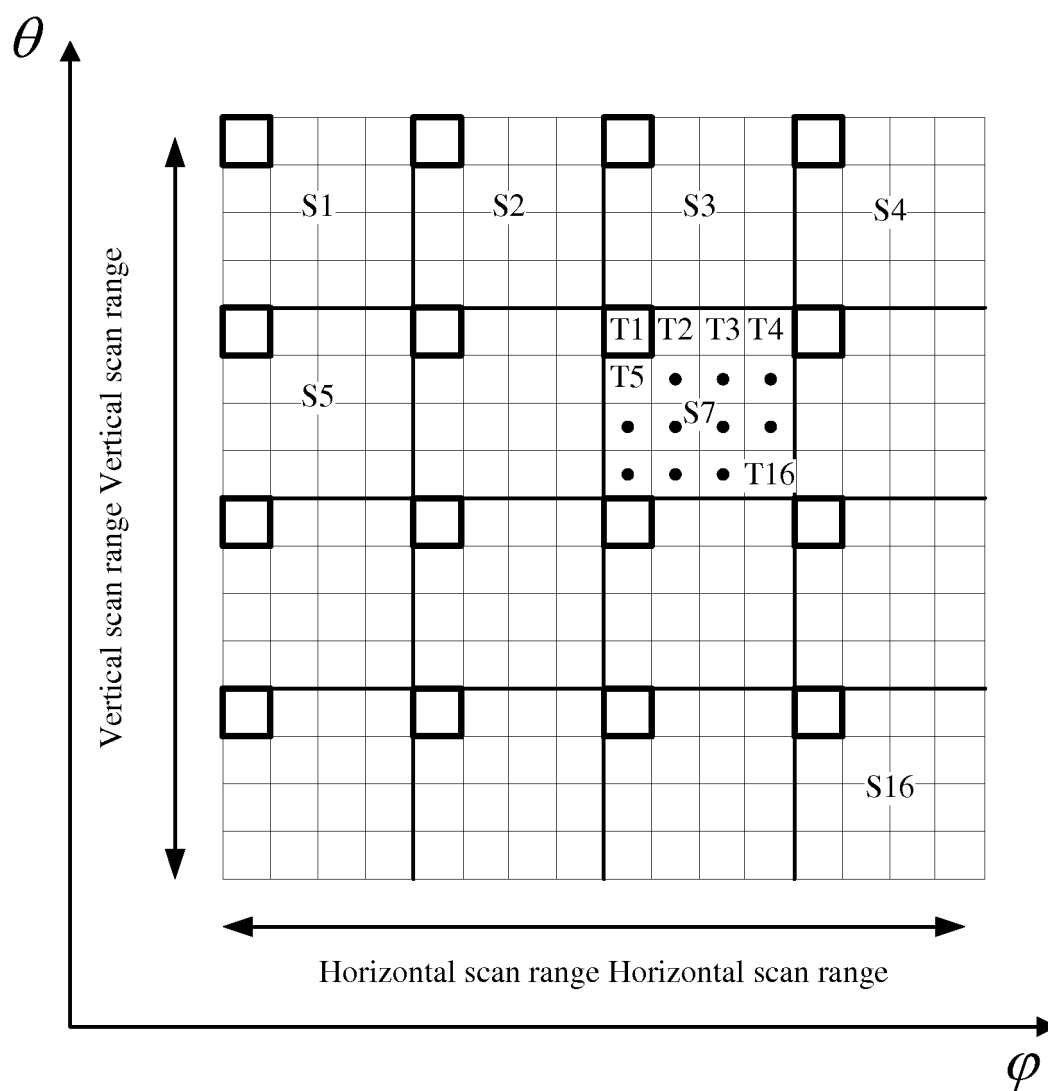 θ
S1 S2 S3 S4
T1 T2 T3 T4
T5
S5
S7
T16
S16
Vertical scan range Vertical scan range
Horizontal scan range Horizontal scan range
φ